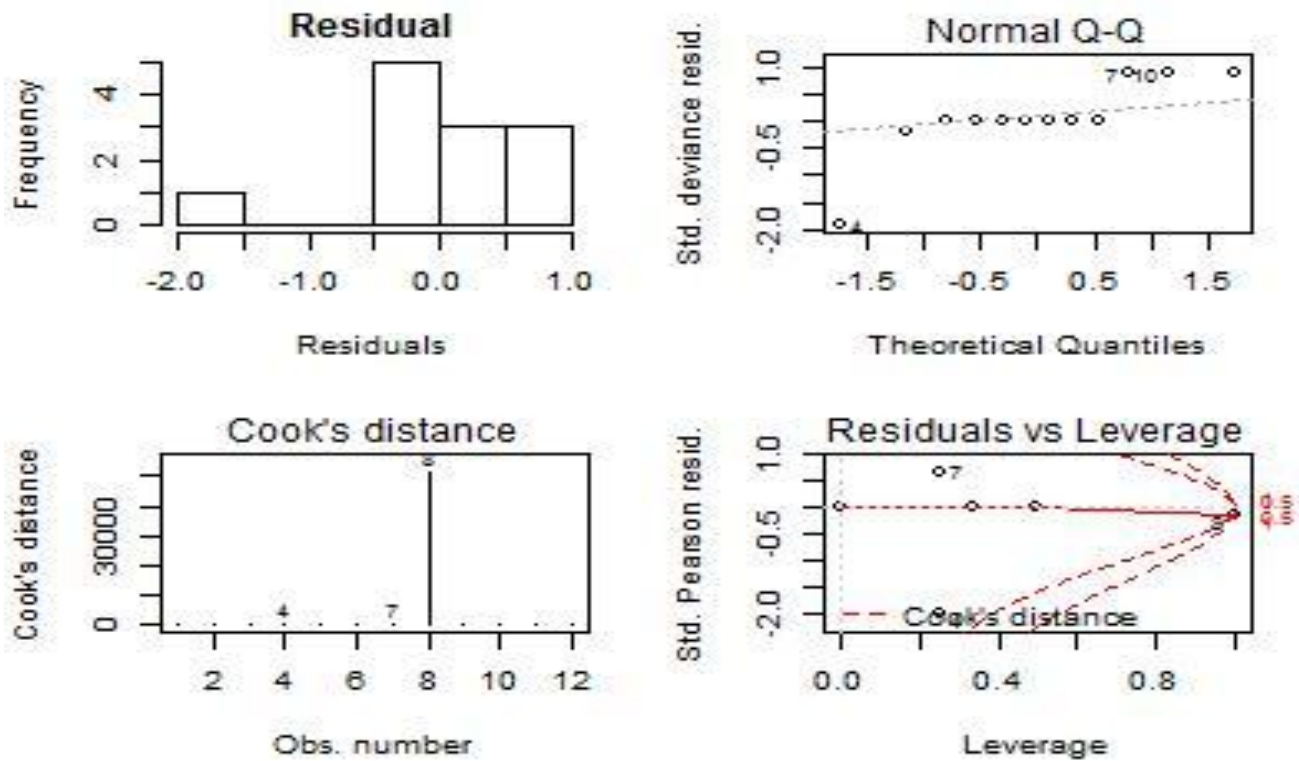 Residual
Frequency
0 2 4
-2.0 -1.0 0.0 1.0
Residuals
Normal Q-Q
Std. deviance resid.
-2.0 -0.5 1.0
7 10
4
-1.5 -0.5 0.5 1.5
Theoretical Quantiles
Cook's distance
Cook's distance
0 30000
4 7 8
2 4 6 8 10 12
Obs. number
Residuals vs Leverage
Std. Pearson resid.
-2.0 -0.5 1.0
7
Cook's distance
0.0 0.4 0.8
Leverage